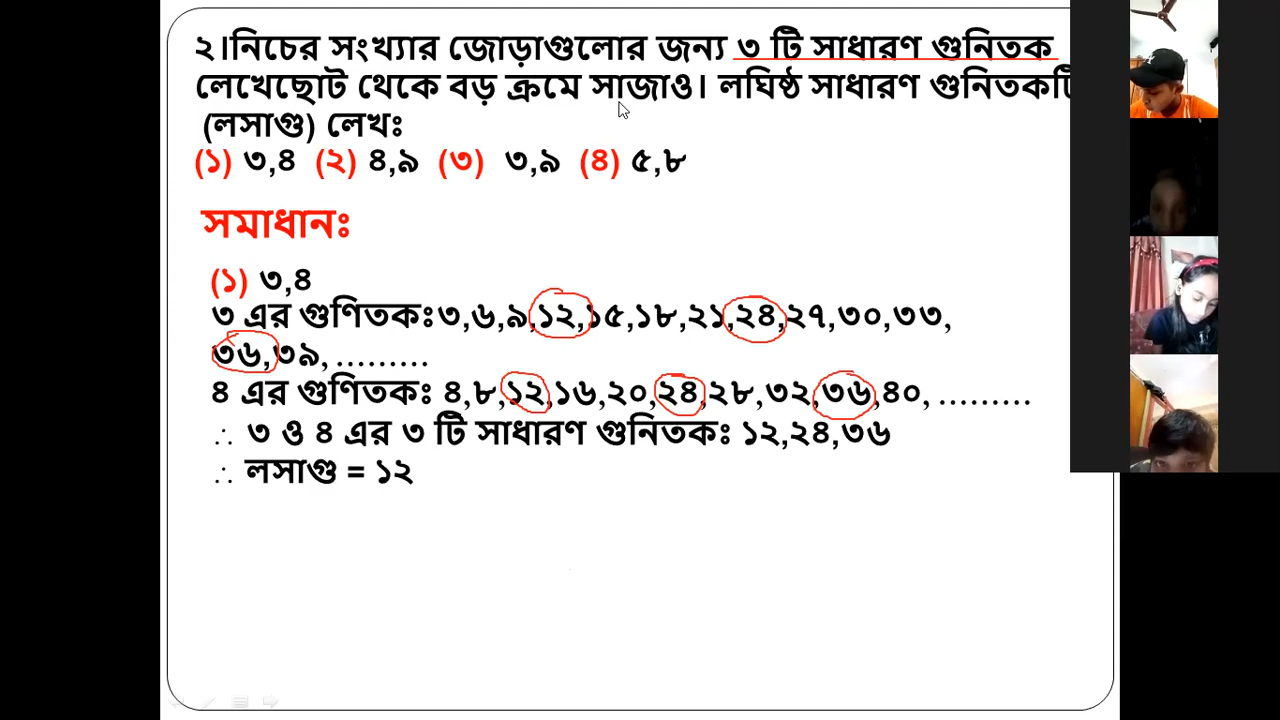 ২।নিচের সংখ্যার জোড়াগুলোর জন্য ৩ টি সাধারণ গুনিতক
লেখেছোট থেকে বড় ক্রমে সাজাও। লঘিষ্ঠ সাধারণ গুনিতকটি
(লসাগু) লেখঃ
(১) ৩,৪ (২) ৪,৯ (৩) ৩,৯ (৪) ৫,৮
সমাধানঃ
(১) ৩,৪
৩ এর গুণিতকঃ৩,৬,৯,১২,১৫,১৮,২১,২৪,২৭,৩০,৩৩,
৩৬,৩৯,.........
৪ এর গুণিতকঃ ৪,৮,১২,১৬,২০,২৪,২৮,৩২,৩৬,৪০,.........
∴ ৩ ও ৪ এর ৩ টি সাধারণ গুনিতকঃ ১২,২৪,৩৬
∴ লসাগু = ১২